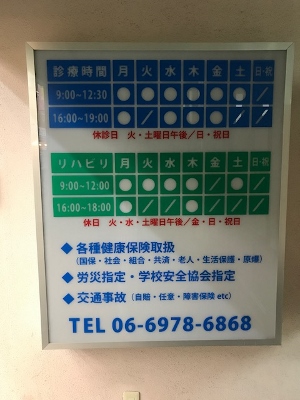 診療時間 月 火 水 木 金 土 日・祝
9:00~12:30 ● ● ● ● ● ● ／
16:00~19:00 ● ／ ● ● ● ／ ／
休診日 火・土曜日午後／日・祝日
リハビリ 月 火 水 木 金 土 日・祝
9:00~12:00 ● ● ● ● ／ ● ／
16:00~18:00 ● ／ ／ ● ／ ／ ／
休日 火・水・土曜日午後／金・日・祝日
◆ 各種健康保険取扱
（国保・社会・組合・共済・老人・生活保護・原爆）
◆ 労災指定・学校安全協会指定
◆ 交通事故（自賠・任意・障害保険 etc）
TEL 06-6978-6868